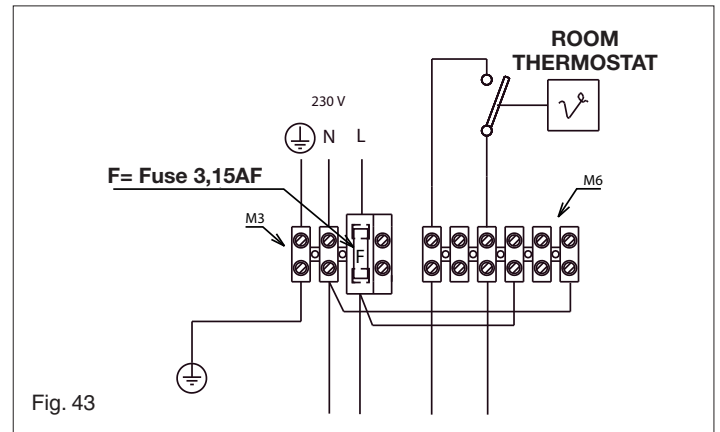 ROOM
THERMOSTAT
230 V
N L
F= Fuse 3,15AF
M3
M6
F
Fig. 43